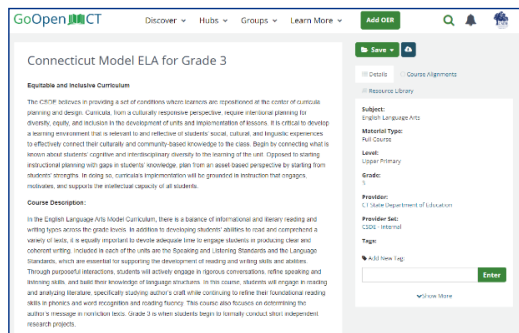 GoOpen CT
Discover Hubs Groups Learn More Add OER
Connecticut Model ELA for Grade 3
Equitable and Inclusive Curriculum
The CSDE believes in providing a set of conditions where learners are repositioned at the center of curricula
planning and design. Curricula, from a culturally responsive perspective, require intentional planning for
diversity, equity, and inclusion in the development of units and implementation of lessons. It is critical to develop
a learning environment that is relevant to and reflective of students' social, cultural, and linguistic experiences
to effectively connect their culturally and community-based knowledge to the class. Begin by connecting what is
known about students' cognitive and interdisciplinary diversity to the learning of the unit. Opposed to starting
instructional planning with gaps in students' knowledge, plan from an asset based perspective by starting from
students' strengths. In doing so, curricula's implementation will be grounded in instruction that engages,
motivates, and supports the intellectual capacity of all students.
Course Description:
In the English Language Arts Model Curriculum, there is a balance of informational and literary reading and
writing types across the grade levels. In addition to developing students' abilities to read and comprehend a
variety of texts, it is equally important to devote adequate time to engage students in producing clear and
coherent writing. Included in each of the units are the Speaking and Listening Standards and the Language
Standards, which are essential for supporting the development of reading and writing skills and abilities.
Through purposeful interactions, students will actively engage in rigorous conversations, refine speaking and
listening skills, and build their knowledge of language structures. In this course, students will engage in reading
and analyzing literature, specifically studying author's craft while continuing to refine their foundational reading
skills in phonics and word recognition and reading fluency. This course also focuses on determining the
author's message in nonfiction texts. Grade 3 is when students begin to formally conduct short independent
research projects.
Save
Details Course Alignments
Resource Library
Subject:
English Language Arts
Material Type:
Full Course
Level:
Upper Primary
Grade:
Provider:
CT State Department of Education
Provider Set:
CSDE - Internal
Tags:
Add New Tag:
Enter
Show More